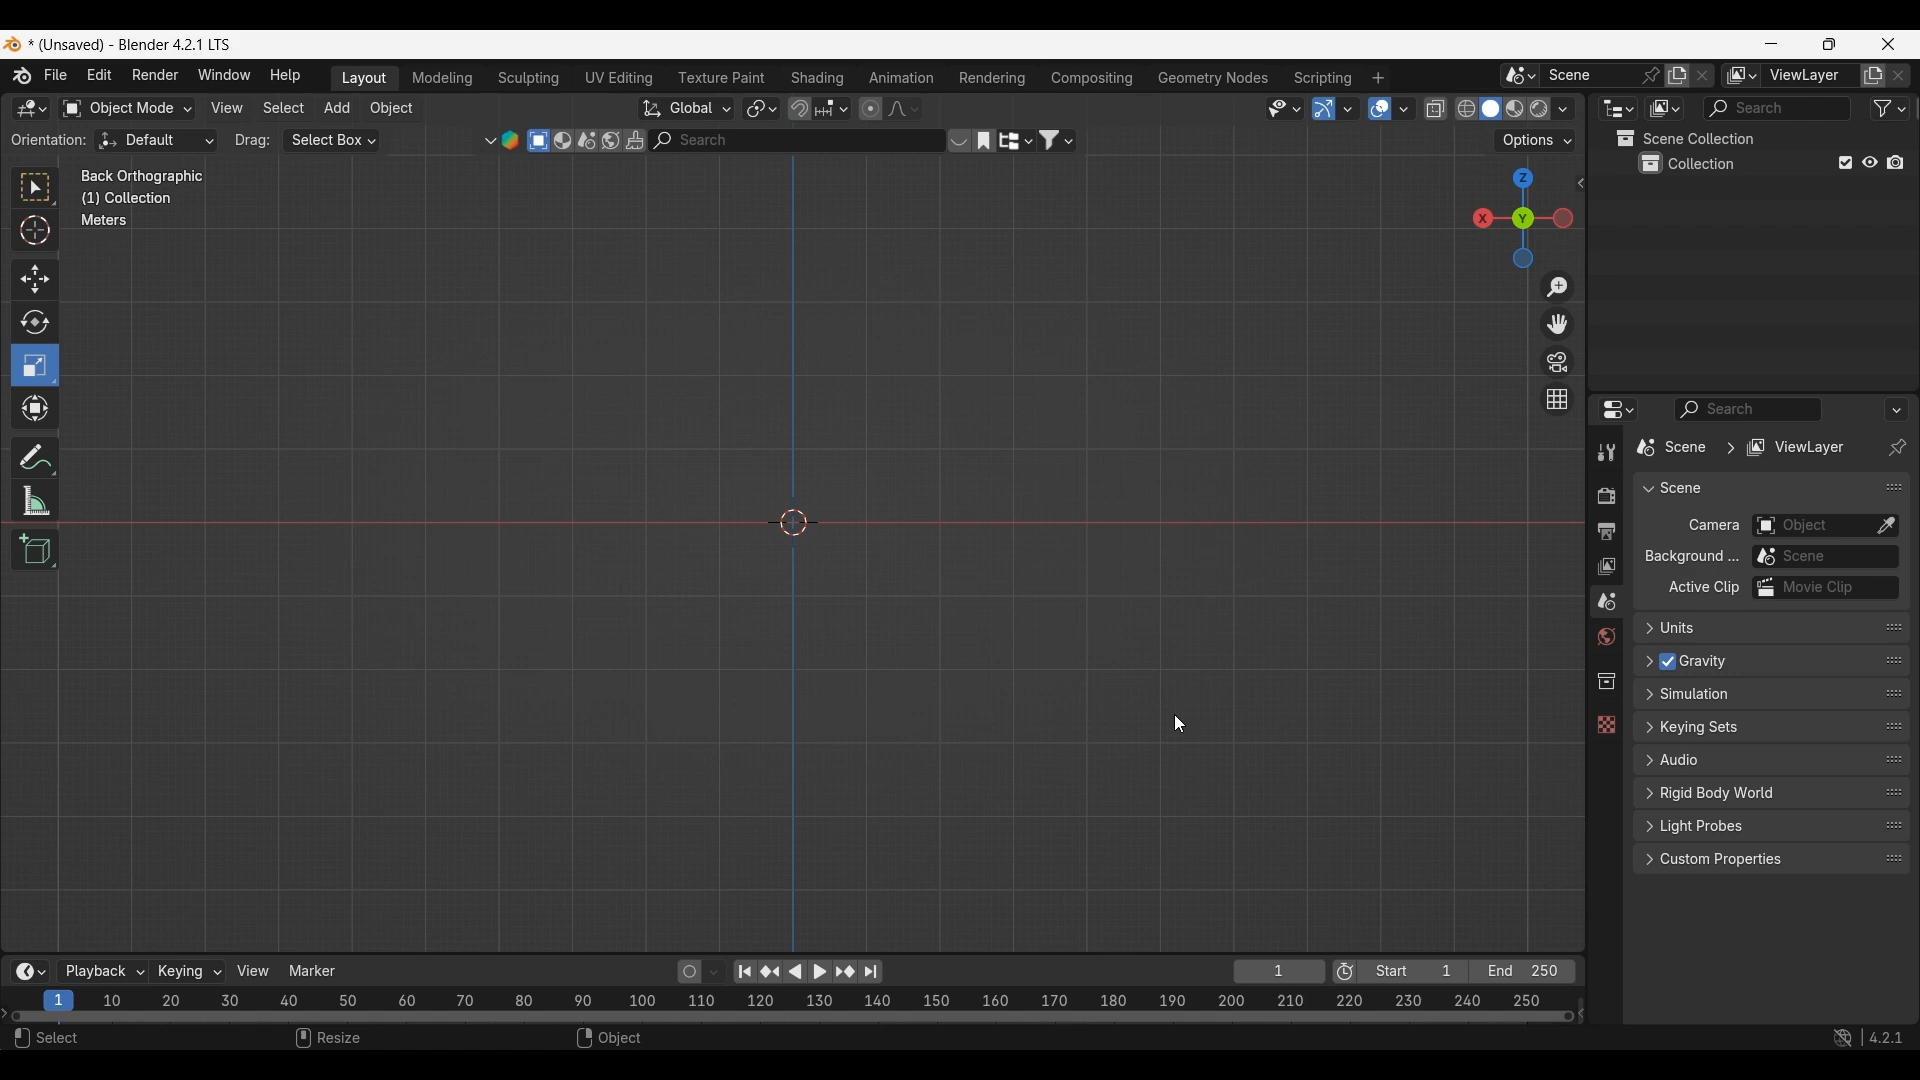 * (Unsaved) - Blender 4.2.1 LTS
File Edit Render Window Help Layout Modeling Sculpting UV Editing Texture Paint Shading Animation Rendering Compositing Geometry Nodes Scripting + Scene ViewLayer
Object Mode View Select Add Object Global Search
Orientation: Default Drag: Select Box Search Options
Scene Collection
Collection
Back Orthographic
(1) Collection
Meters
Z
X Y
Search
Scene > ViewLayer
Scene
Camera Object
Background ... Scene
Active Clip Movie Clip
Units
Gravity
Simulation
Keying Sets
Audio
Rigid Body World
Light Probes
Custom Properties
Playback Keying View Marker 1 Start 1 End 250
1 10 20 30 40 50 60 70 80 90 100 110 120 130 140 150 160 170 180 190 200 210 220 230 240 250
Select Resize Object 4.2.1